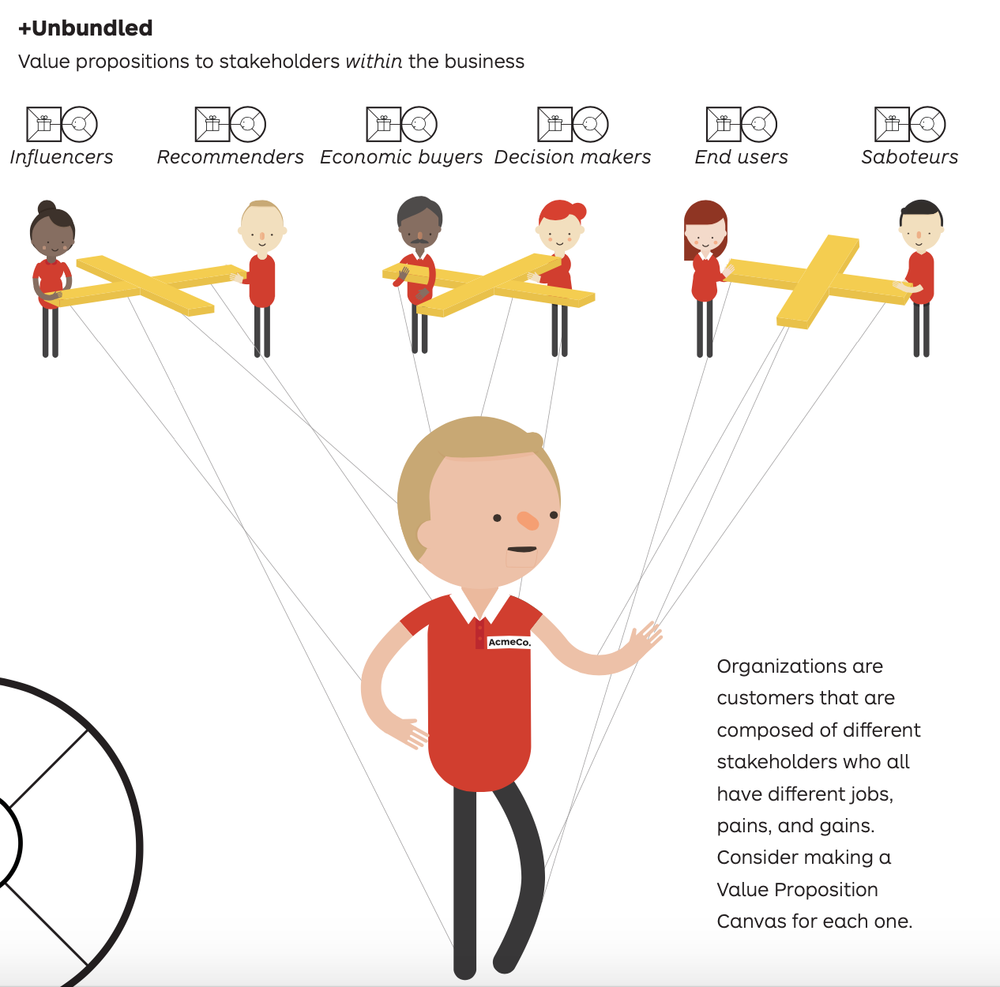 +Unbundled
Value propositions to stakeholders within the business
Influencers
Recommenders
Economic buyers
Decision makers
End users
Saboteurs
AcmeCo.
Organizations are
customers that are
composed of different
stakeholders who all
have different jobs,
pains, and gains.
Consider making a
Value Proposition
Canvas for each one.